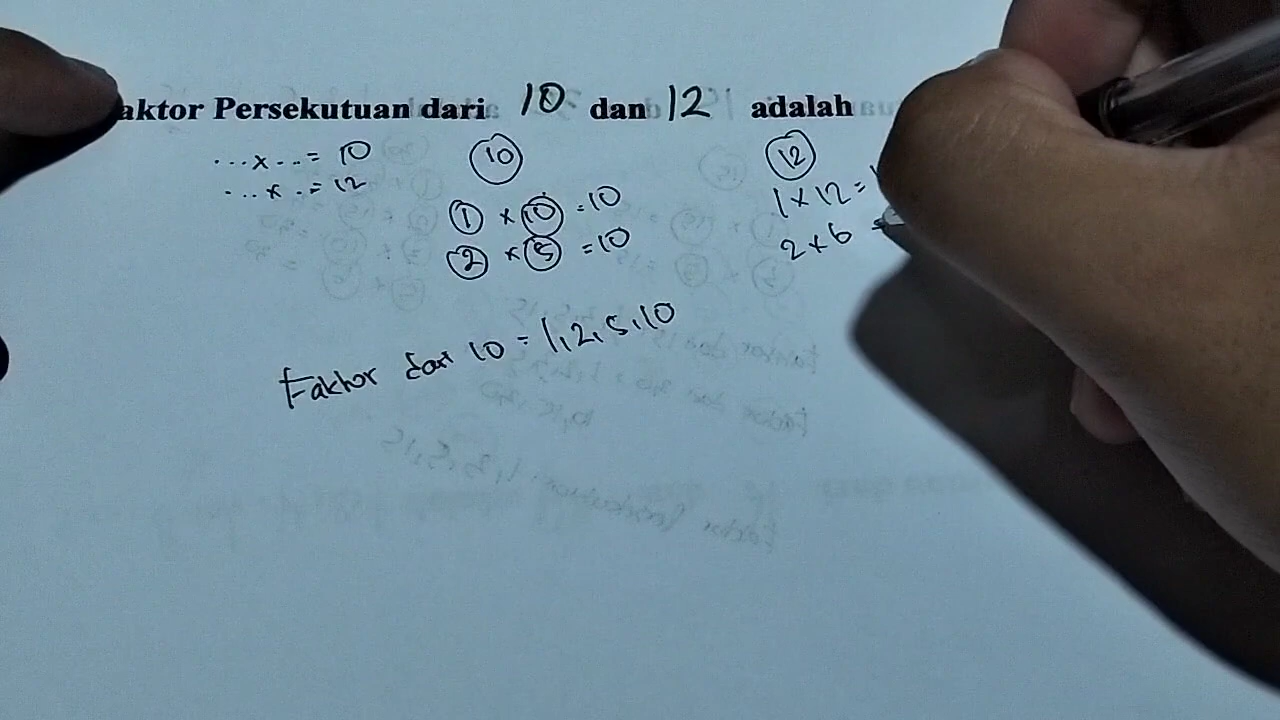 aktor Persekutuan dari 10 dan 12 adalah
...x.. = 10
...x. = 12
10
1 x 10 = 10
2 x 5 = 10
12
1 x 12 =
2 x 6 =
Faktor dari 10 = 1, 2, 5, 10